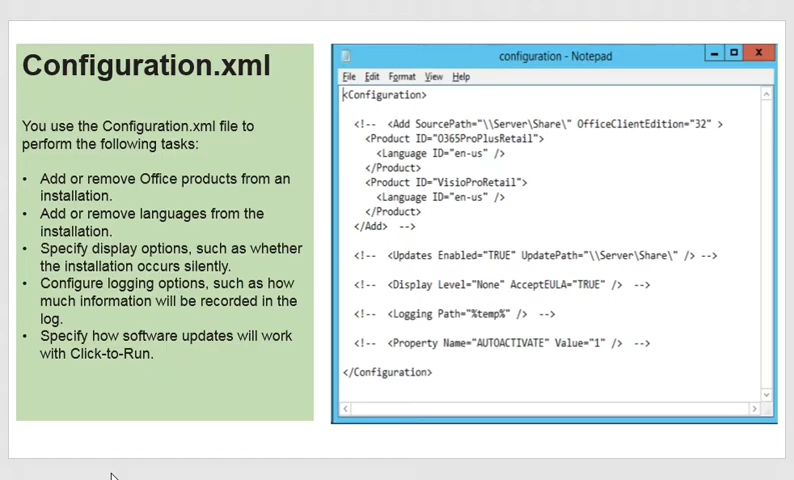 Configuration.xml
You use the Configuration.xml file to
perform the following tasks:
• Add or remove Office products from an
installation.
• Add or remove languages from the
installation.
• Specify display options, such as whether
the installation occurs silently.
• Configure logging options, such as how
much information will be recorded in the
log.
• Specify how software updates will work
with Click-to-Run.
configuration - Notepad
File Edit Format View Help
<Configuration>
<!-- <Add SourcePath="\\Server\Share\" OfficeClientEdition="32" >
<Product ID="O365ProPlusRetail">
<Language ID="en-us" />
</Product>
<Product ID="VisioProRetail">
<Language ID="en-us" />
</Product>
</Add> -->
<!-- <Updates Enabled="TRUE" UpdatePath="\\Server\Share\" /> -->
<!-- <Display Level="None" AcceptEULA="TRUE" /> -->
<!-- <Logging Path="%temp%" /> -->
<!-- <Property Name="AUTOACTIVATE" Value="1" /> -->
</Configuration>